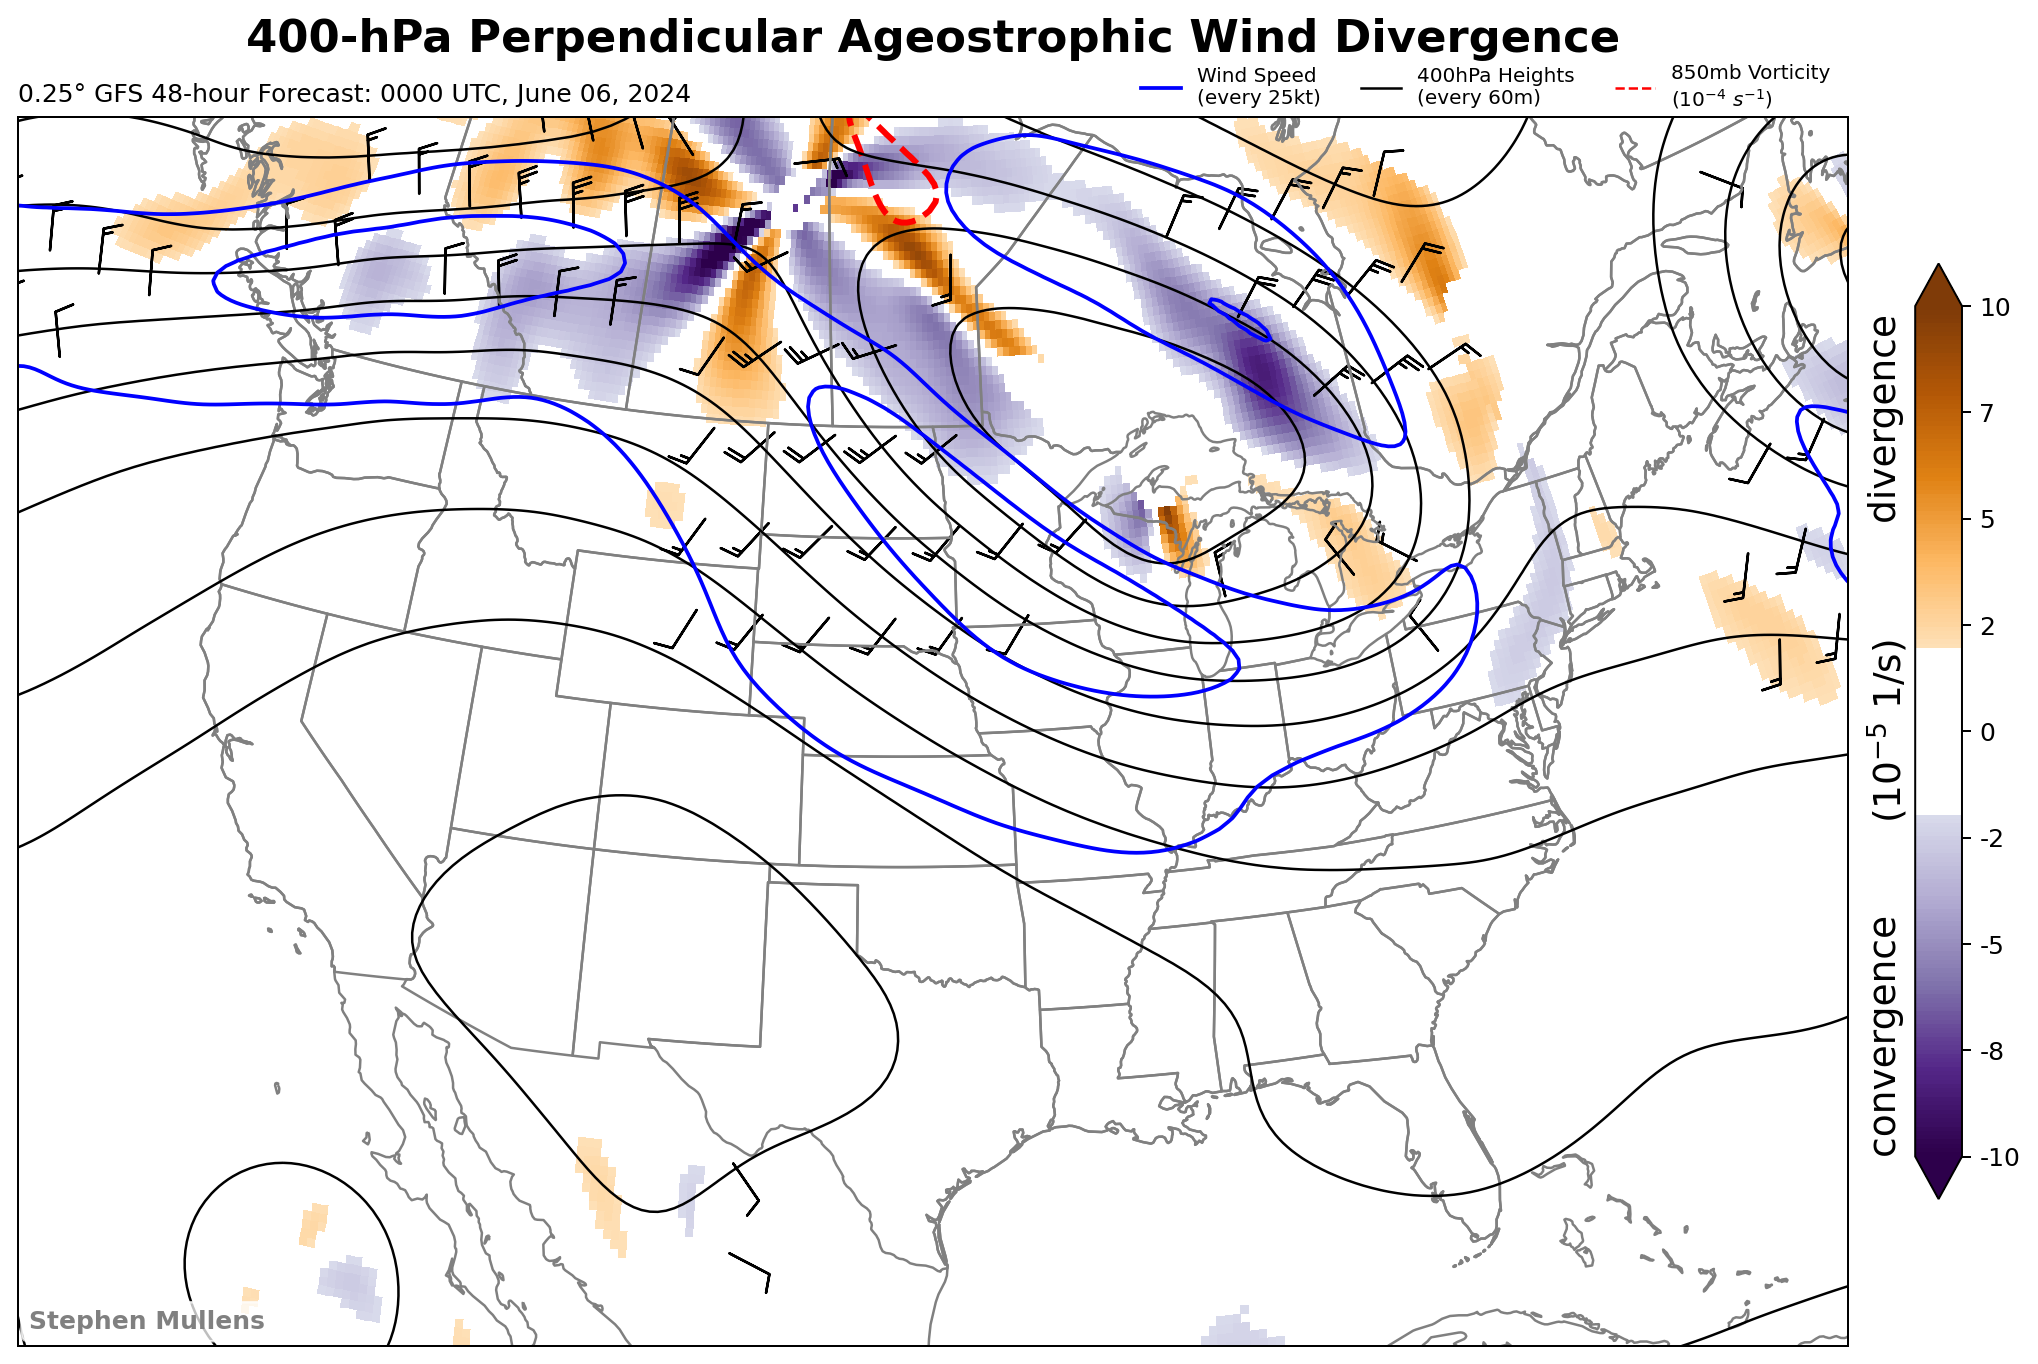 400-hPa Perpendicular Ageostrophic Wind Divergence
0.25° GFS 48-hour Forecast: 0000 UTC, June 06, 2024
Wind Speed
(every 25kt)
400hPa Heights
(every 60m)
850mb Vorticity
(10⁻⁴ s⁻¹)
10
7
5
2
0
-2
-5
-8
-10
convergence (10⁻⁵ 1/s) divergence
Stephen Mullens